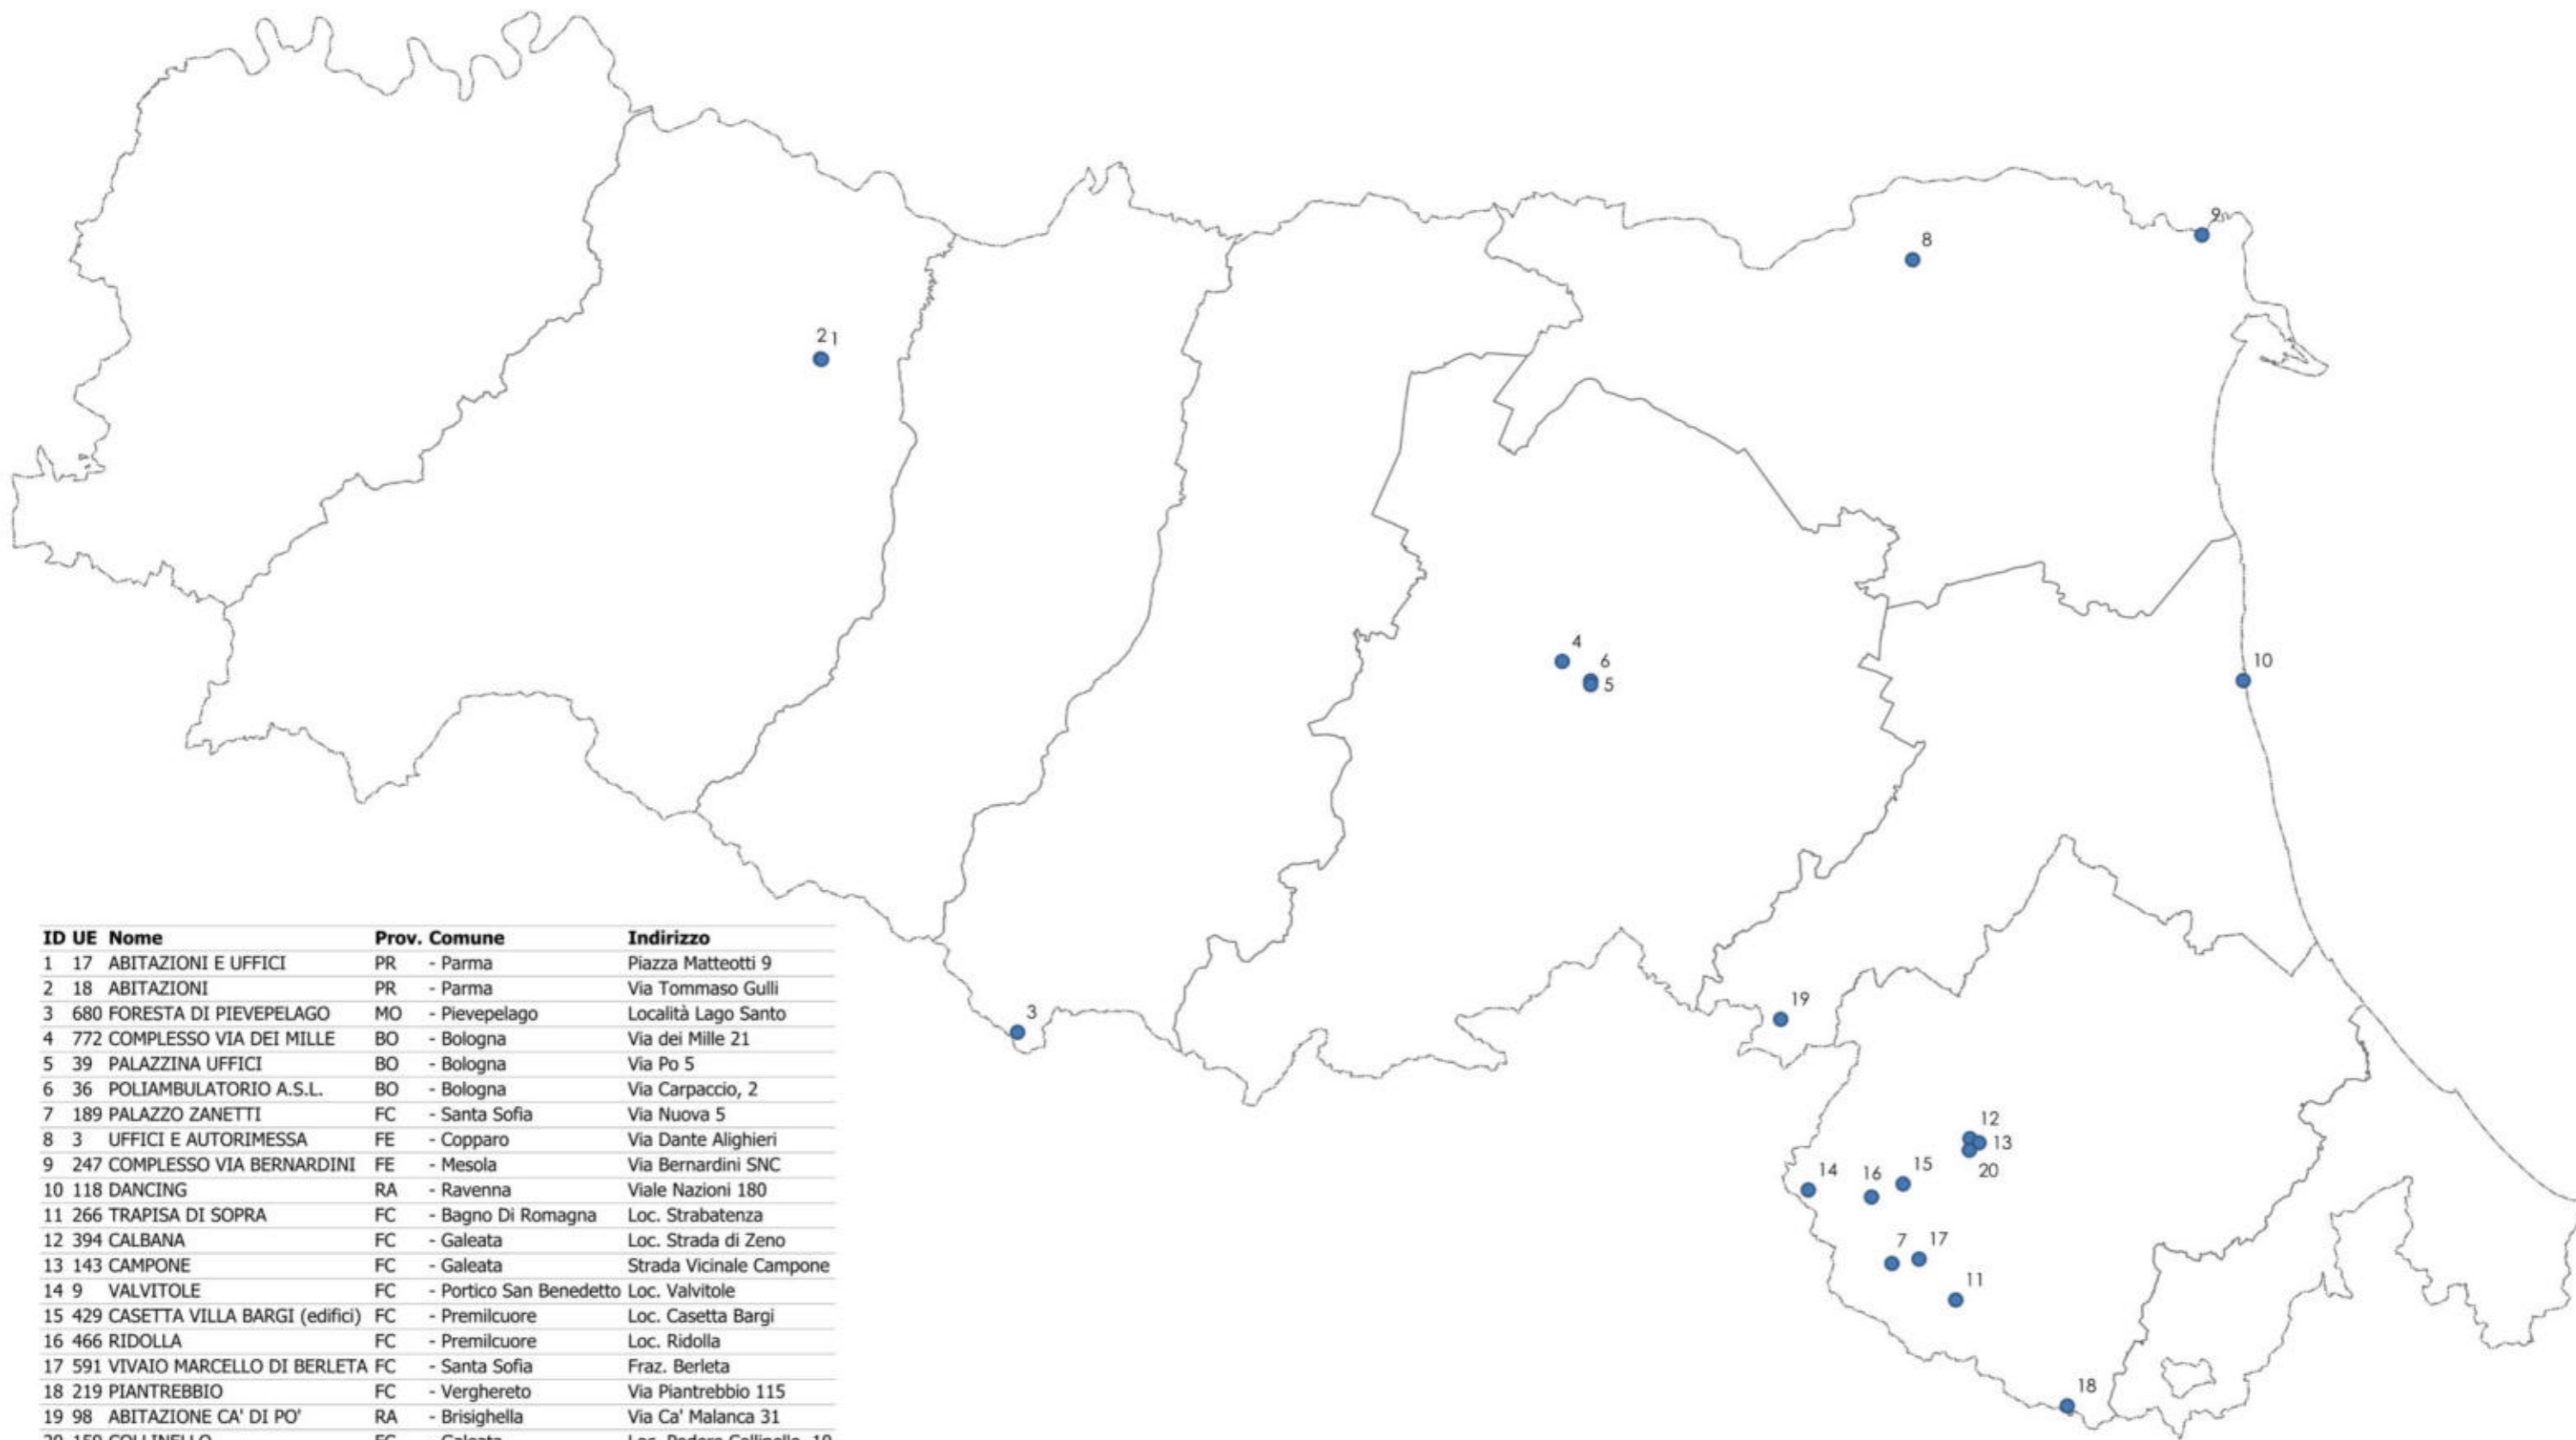 9
8
21
4
6
5
10
3
19
12
13
20
14
16
15
7
17
11
18
ID UE Nome Prov. Comune Indirizzo
1 17 ABITAZIONI E UFFICI PR - Parma Piazza Matteotti 9
2 18 ABITAZIONI PR - Parma Via Tommaso Gulli
3 680 FORESTA DI PIEVEPELAGO MO - Pievepelago Località Lago Santo
4 772 COMPLESSO VIA DEI MILLE BO - Bologna Via dei Mille 21
5 39 PALAZZINA UFFICI BO - Bologna Via Po 5
6 36 POLIAMBULATORIO A.S.L. BO - Bologna Via Carpaccio, 2
7 189 PALAZZO ZANETTI FC - Santa Sofia Via Nuova 5
8 3 UFFICI E AUTORIMESSA FE - Copparo Via Dante Alighieri
9 247 COMPLESSO VIA BERNARDINI FE - Mesola Via Bernardini SNC
10 118 DANCING RA - Ravenna Viale Nazioni 180
11 266 TRAPISA DI SOPRA FC - Bagno Di Romagna Loc. Strabatenza
12 394 CALBANA FC - Galeata Loc. Strada di Zeno
13 143 CAMPONE FC - Galeata Strada Vicinale Campone
14 9 VALVITOLE FC - Portico San Benedetto Loc. Valvitole
15 429 CASETTA VILLA BARGI (edifici) FC - Premilcuore Loc. Casetta Bargi
16 466 RIDOLLA FC - Premilcuore Loc. Ridolla
17 591 VIVAIO MARCELLO DI BERLETA FC - Santa Sofia Fraz. Berleta
18 219 PIANTREBBIO FC - Verghereto Via Piantrebbio 115
19 98 ABITAZIONE CA' DI PO' RA - Brisighella Via Ca' Malanca 31
20 COLLINELLO FC - Galeata Loc. Podere Collinello